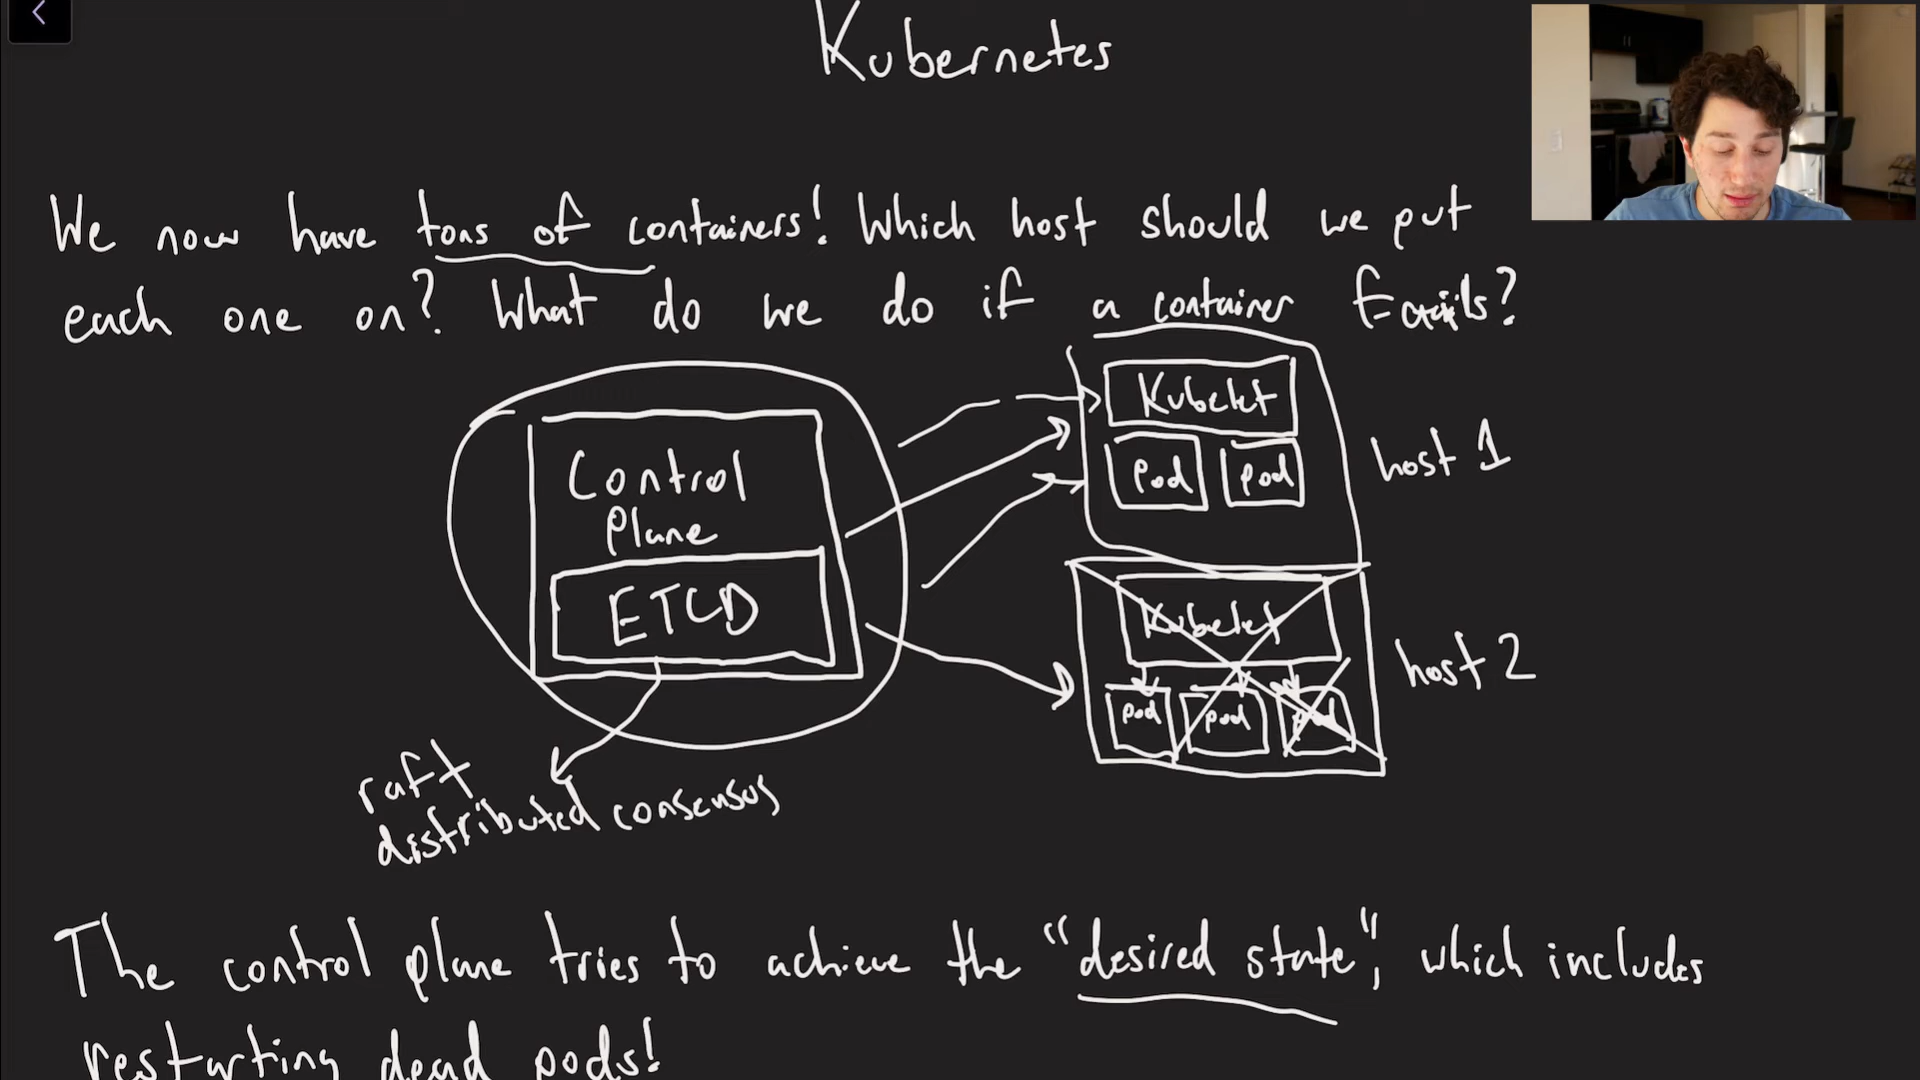 Kubernetes
We now have tons of containers! Which host should we put
each one on? What do we do if a container fails?
Kubelet
Pod Pod
host 1
Control
Plane
ETCD
Kubelet
pod pod pod
host 2
raft
distributed consensus
The control plane tries to achieve the "desired state", which includes
restarting dead pods!